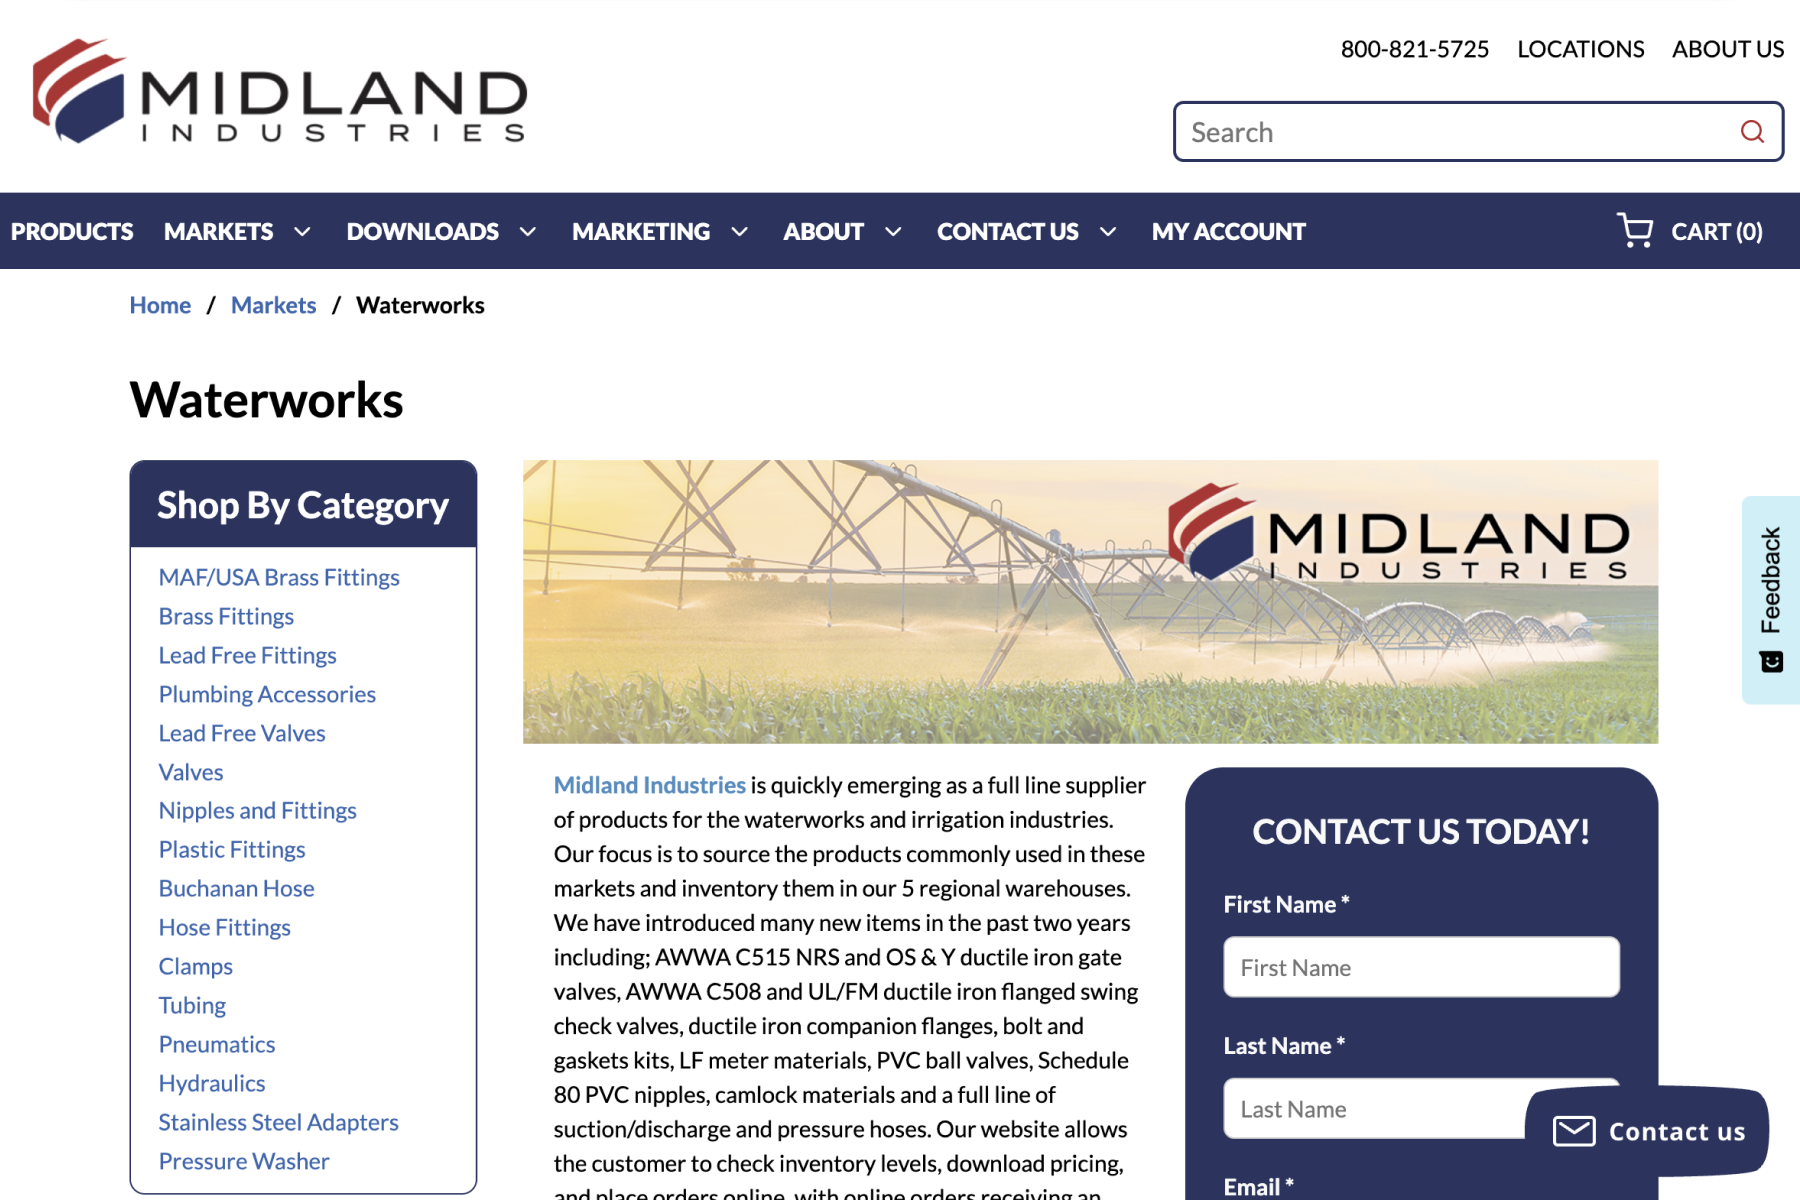 MIDLAND
INDUSTRIES
800-821-5725 LOCATIONS ABOUT US
Search
PRODUCTS MARKETS DOWNLOADS MARKETING ABOUT CONTACT US MY ACCOUNT CART (0)
Home / Markets / Waterworks
Waterworks
Shop By Category
MAF/USA Brass Fittings
Brass Fittings
Lead Free Fittings
Plumbing Accessories
Lead Free Valves
Valves
Nipples and Fittings
Plastic Fittings
Buchanan Hose
Hose Fittings
Clamps
Tubing
Pneumatics
Hydraulics
Stainless Steel Adapters
Pressure Washer
MIDLAND
INDUSTRIES
Midland Industries is quickly emerging as a full line supplier
of products for the waterworks and irrigation industries.
Our focus is to source the products commonly used in these
markets and inventory them in our 5 regional warehouses.
We have introduced many new items in the past two years
including; AWWA C515 NRS and OS & Y ductile iron gate
valves, AWWA C508 and UL/FM ductile iron flanged swing
check valves, ductile iron companion flanges, bolt and
gaskets kits, LF meter materials, PVC ball valves, Schedule
80 PVC nipples, camlock materials and a full line of
suction/discharge and pressure hoses. Our website allows
the customer to check inventory levels, download pricing,
and place orders online, with online orders receiving an
CONTACT US TODAY!
First Name *
First Name
Last Name *
Last Name
Email *
Contact us
Feedback